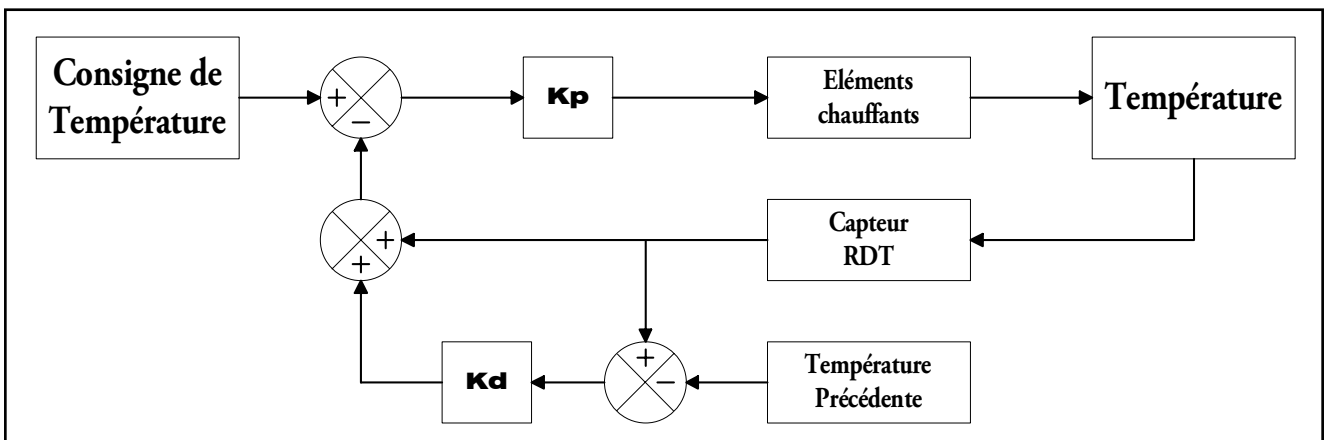 Consigne de
Température
+
−
Kp
Eléments
chauffants
Température
+
+
Capteur
RDT
Kd
+
−
Température
Précédente